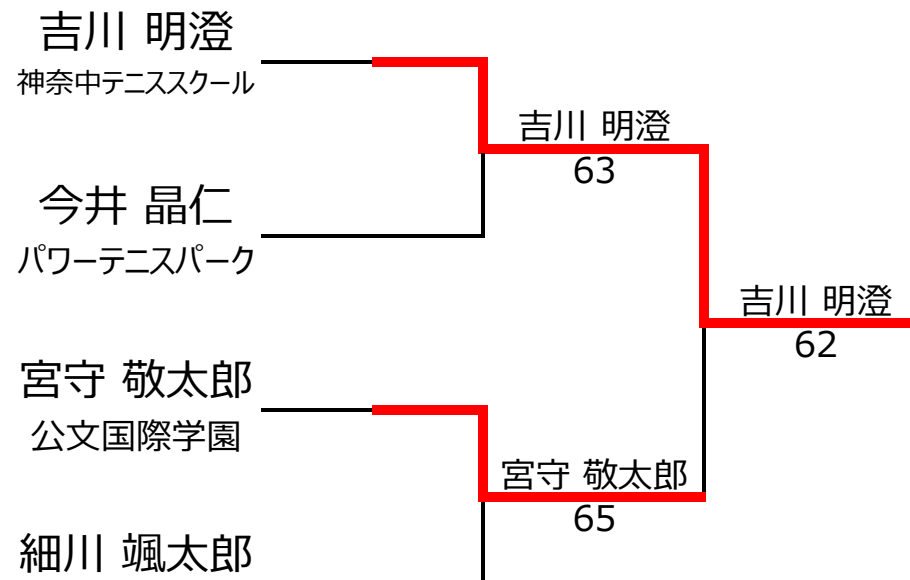 吉川 明澄
神奈中テニススクール
吉川 明澄
63
今井 晶仁
パワーテニスパーク
吉川 明澄
62
宮守 敬太郎
公文国際学園
宮守 敬太郎
65
細川 颯太郎